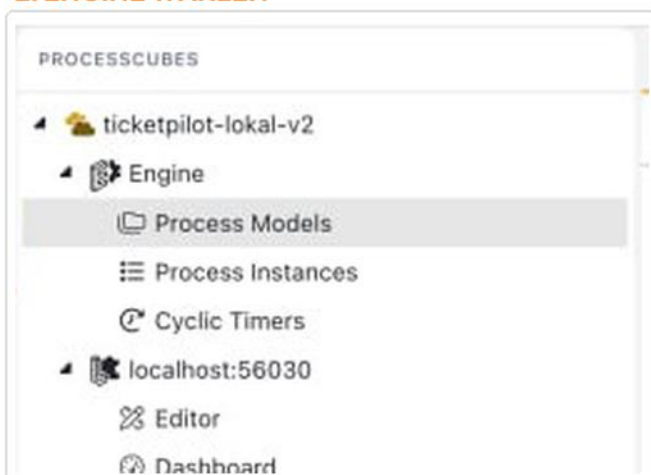 PROCESSCUBES
ticketpilot-lokal-v2
Engine
Process Models
Process Instances
Cyclic Timers
localhost:56030
Editor
Dashboard